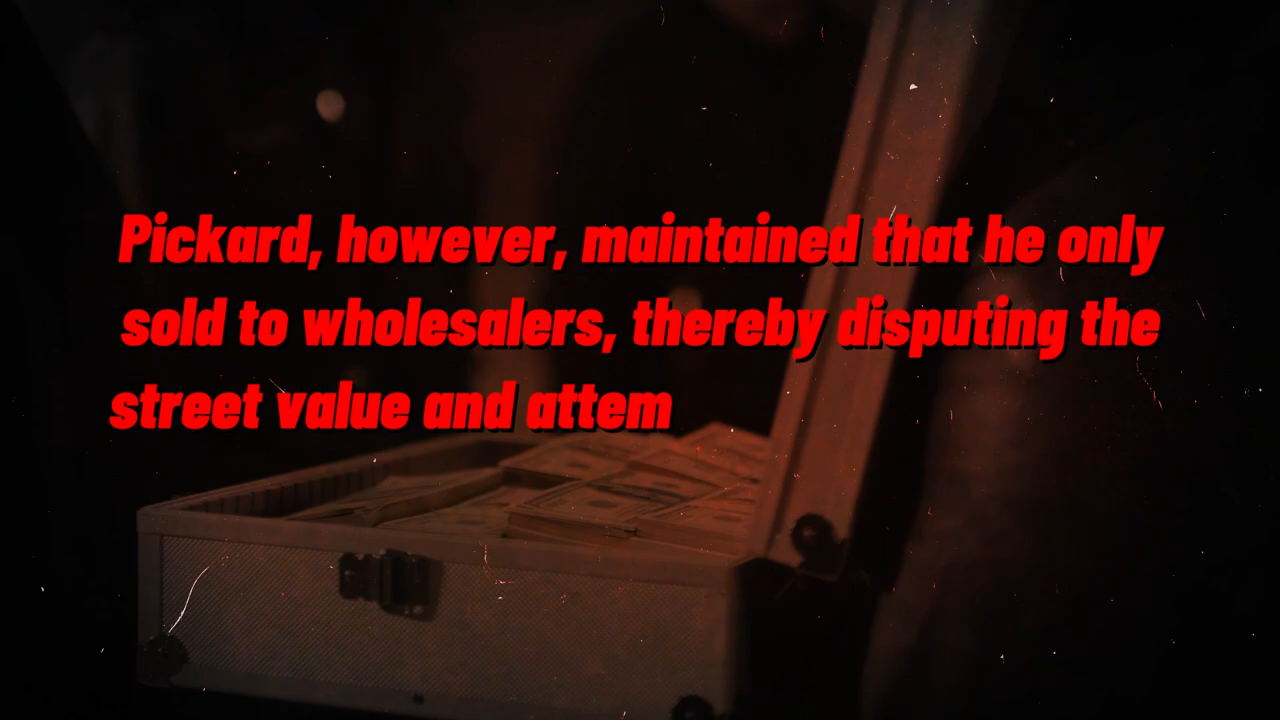 Pickard, however, maintained that he only
sold to wholesalers, thereby disputing the
street value and attem